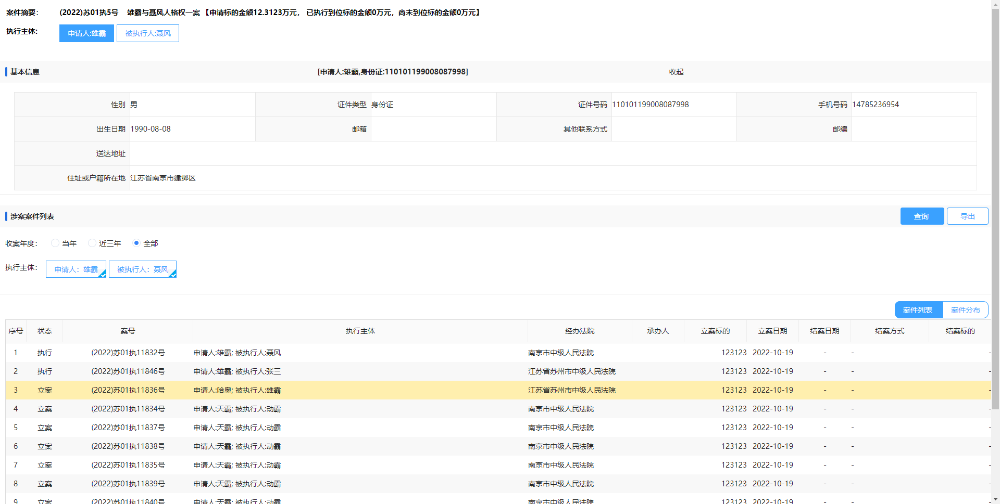 案件摘要： (2022)苏01执5号 雄霸与聂风人格权一案 【申请标的金额12.3123万元， 已执行到位标的金额0万元，尚未到位标的金额0万元】
执行主体: 申请人:雄霸 被执行人:聂风
基本信息 [申请人:雄霸,身份证:110101199008087998] 收起
性别 男 证件类型 身份证 证件号码 110101199008087998 手机号码 14785236954
出生日期 1990-08-08 邮箱 其他联系方式 邮编
送达地址
住址或户籍所在地 江苏省南京市建邺区
涉案案件列表 查询 导出
收案年度： 当年 近三年 全部
执行主体： 申请人：雄霸 被执行人：聂风
案件列表 案件分布
序号 状态 案号 执行主体 经办法院 承办人 立案标的 立案日期 结案日期 结案方式 结案标的
1 执行 (2022)苏01执11832号 申请人:雄霸; 被执行人:聂风 南京市中级人民法院 123123 2022-10-19 - - -
2 执行 (2022)苏01执11846号 申请人:雄霸; 被执行人:张三 江苏省苏州市中级人民法院 123123 2022-10-19 - - -
3 立案 (2022)苏01执11836号 申请人:哈奥; 被执行人:雄霸 江苏省苏州市中级人民法院 123123 2022-10-19 - - -
4 立案 (2022)苏01执11834号 申请人:天霸; 被执行人:动霸 南京市中级人民法院 123123 2022-10-19 - - -
5 立案 (2022)苏01执11837号 申请人:天霸; 被执行人:动霸 南京市中级人民法院 123123 2022-10-19 - - -
6 立案 (2022)苏01执11838号 申请人:天霸; 被执行人:动霸 南京市中级人民法院 123123 2022-10-19 - - -
7 立案 (2022)苏01执11835号 申请人:天霸; 被执行人:动霸 南京市中级人民法院 123123 2022-10-19 - - -
8 立案 (2022)苏01执11839号 申请人:天霸; 被执行人:动霸 南京市中级人民法院 123123 2022-10-19 - - -
9 立案 (2022)苏01执11840号 申请人:天霸; 被执行人:动霸 南京市中级人民法院 123123 2022-10-19 - - -